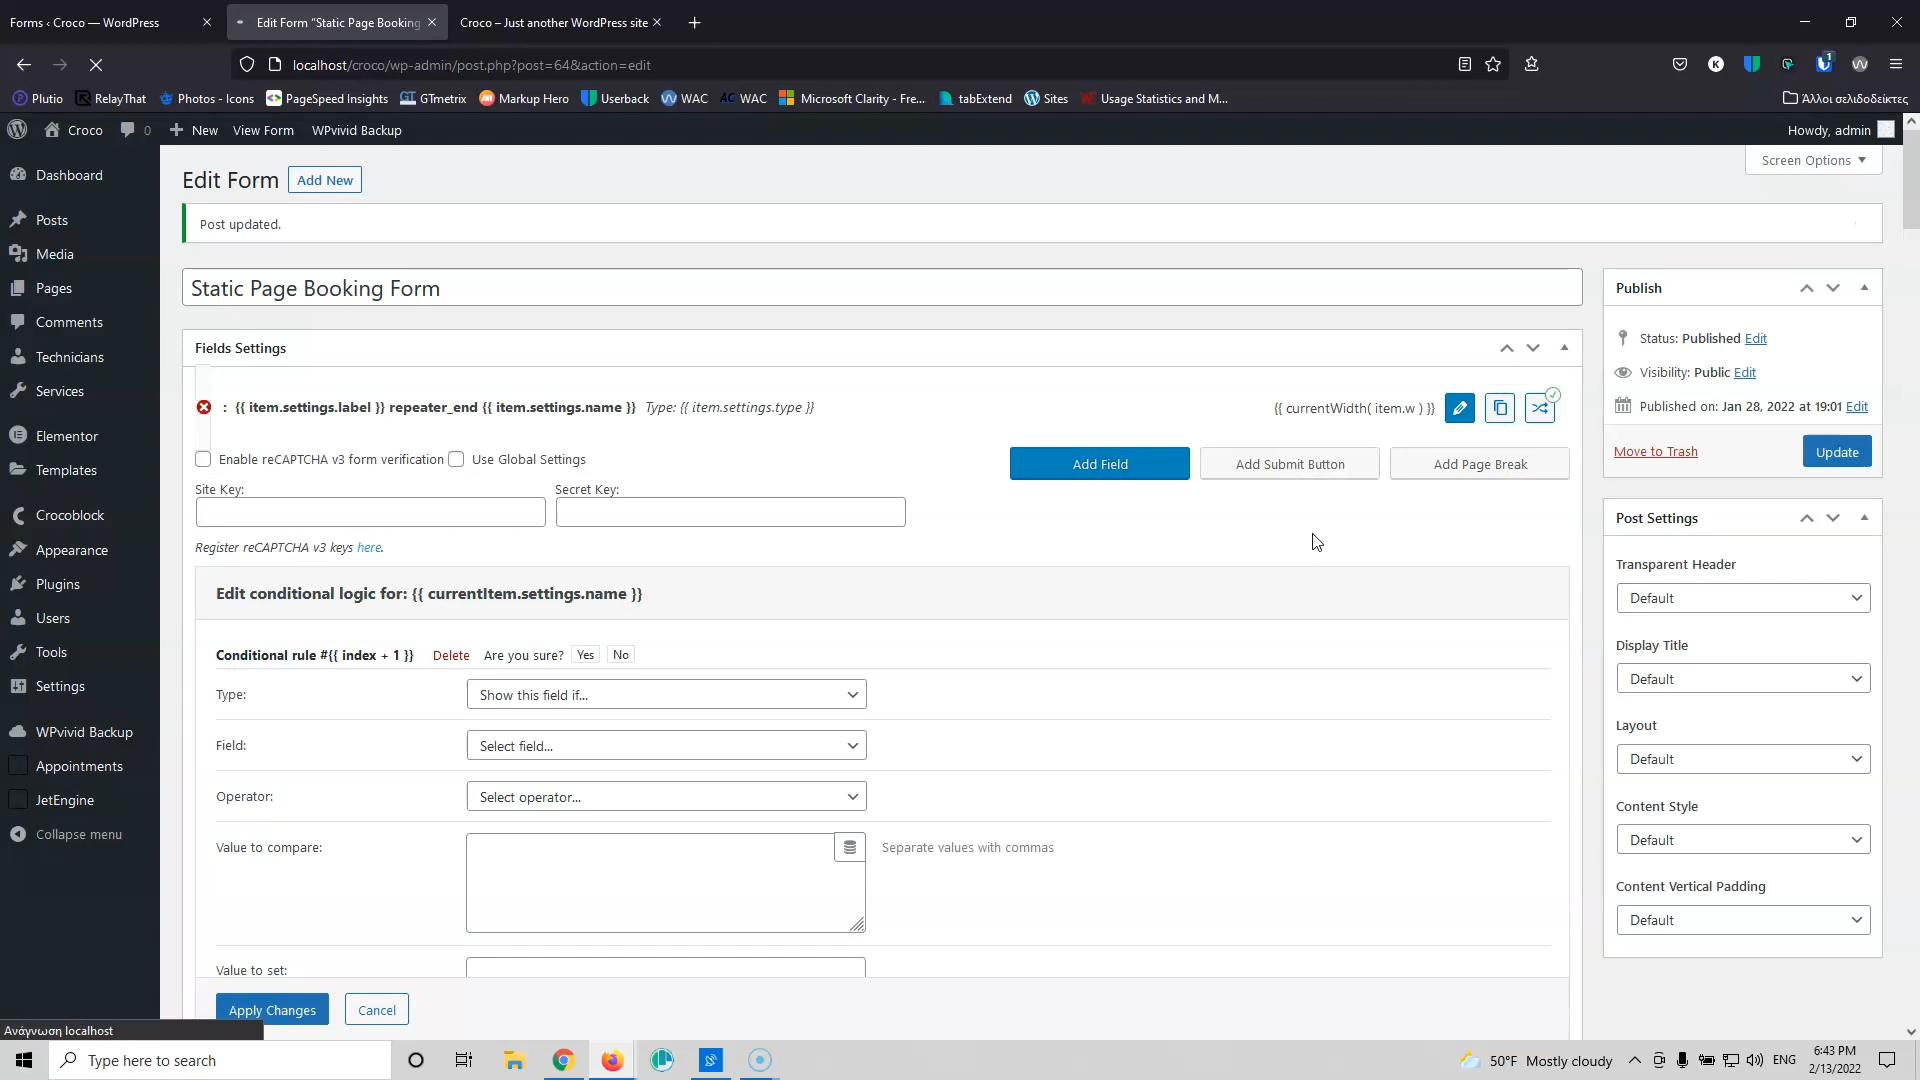 Forms ‹ Croco — WordPress
Edit Form "Static Page Booking
Croco – Just another WordPress site
localhost/croco/wp-admin/post.php?post=64&action=edit
Plutio RelayThat Photos - Icons PageSpeed Insights GTmetrix Markup Hero Userback WAC WAC Microsoft Clarity - Fre... tabExtend Sites Usage Statistics and M... Άλλοι σελιδοδείκτες
Croco 0 New View Form WPvivid Backup Howdy, admin
Screen Options
Dashboard
Posts
Media
Pages
Comments
Technicians
Services
Elementor
Templates
Crocoblock
Appearance
Plugins
Users
Tools
Settings
WPvivid Backup
Appointments
JetEngine
Collapse menu
Edit Form Add New
Post updated.
Static Page Booking Form
Fields Settings
: {{ item.settings.label }} repeater_end {{ item.settings.name }} Type: {{ item.settings.type }} {{ currentWidth( item.w ) }}
Enable reCAPTCHA v3 form verification Use Global Settings
Add Field Add Submit Button Add Page Break
Site Key: Secret Key:
Register reCAPTCHA v3 keys here.
Edit conditional logic for: {{ currentItem.settings.name }}
Conditional rule #{{ index + 1 }} Delete Are you sure? Yes No
Type: Show this field if...
Field: Select field...
Operator: Select operator...
Value to compare: Separate values with commas
Value to set:
Apply Changes Cancel
Publish
Status: Published Edit
Visibility: Public Edit
Published on: Jan 28, 2022 at 19:01 Edit
Move to Trash Update
Post Settings
Transparent Header
Default
Display Title
Default
Layout
Default
Content Style
Default
Content Vertical Padding
Default
Ανάγνωση localhost
Type here to search
50°F Mostly cloudy
ENG
6:43 PM
2/13/2022